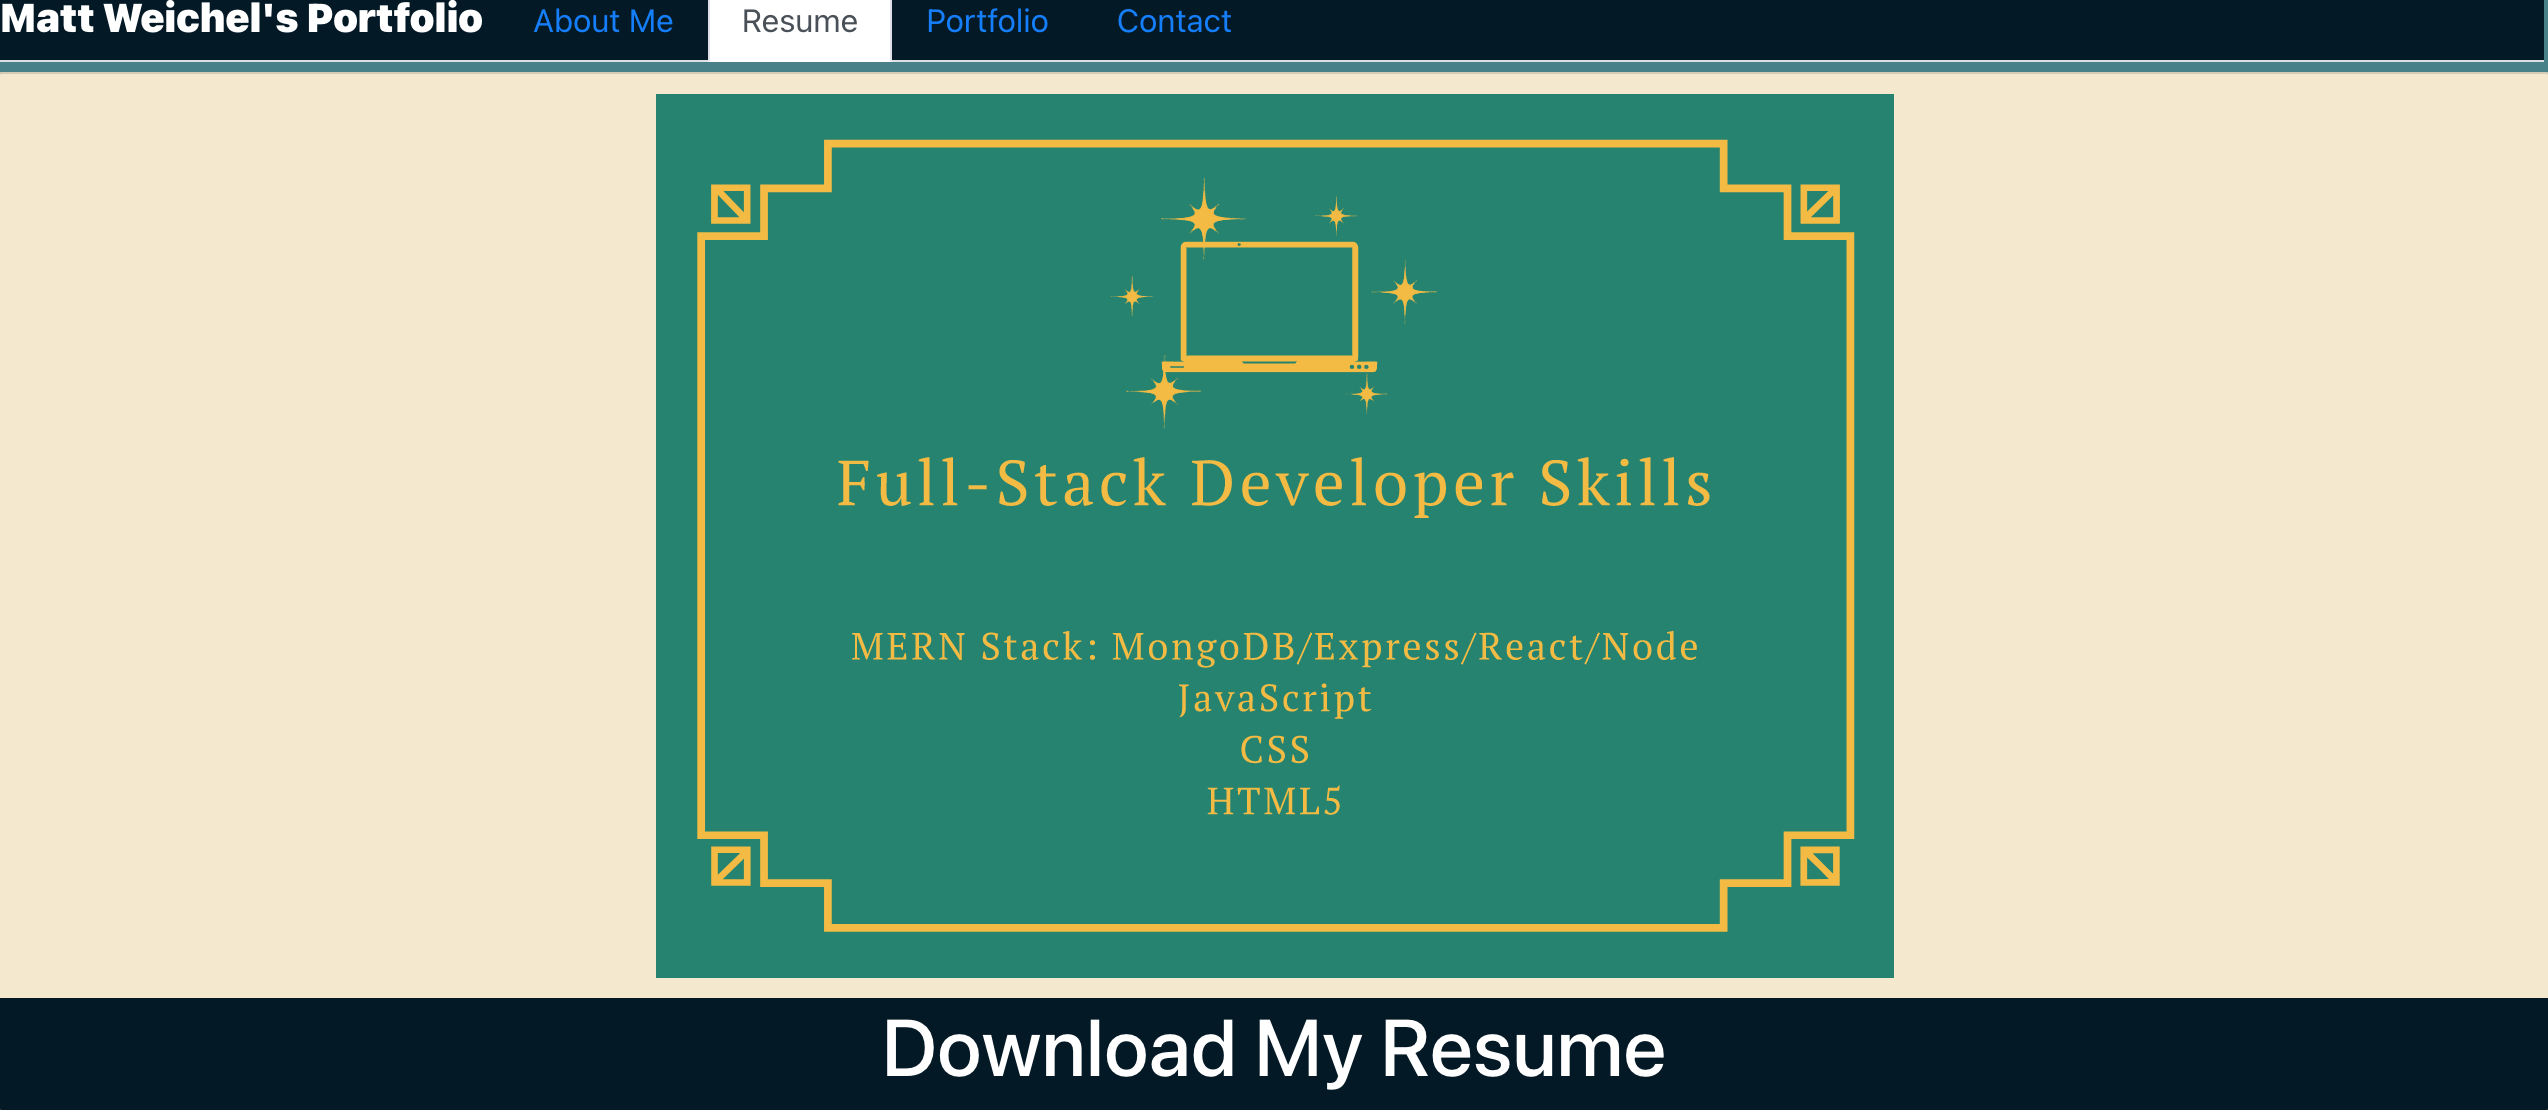 Matt Weichel's Portfolio About Me Resume Portfolio Contact
Full-Stack Developer Skills
MERN Stack: MongoDB/Express/React/Node
JavaScript
CSS
HTML5
Download My Resume